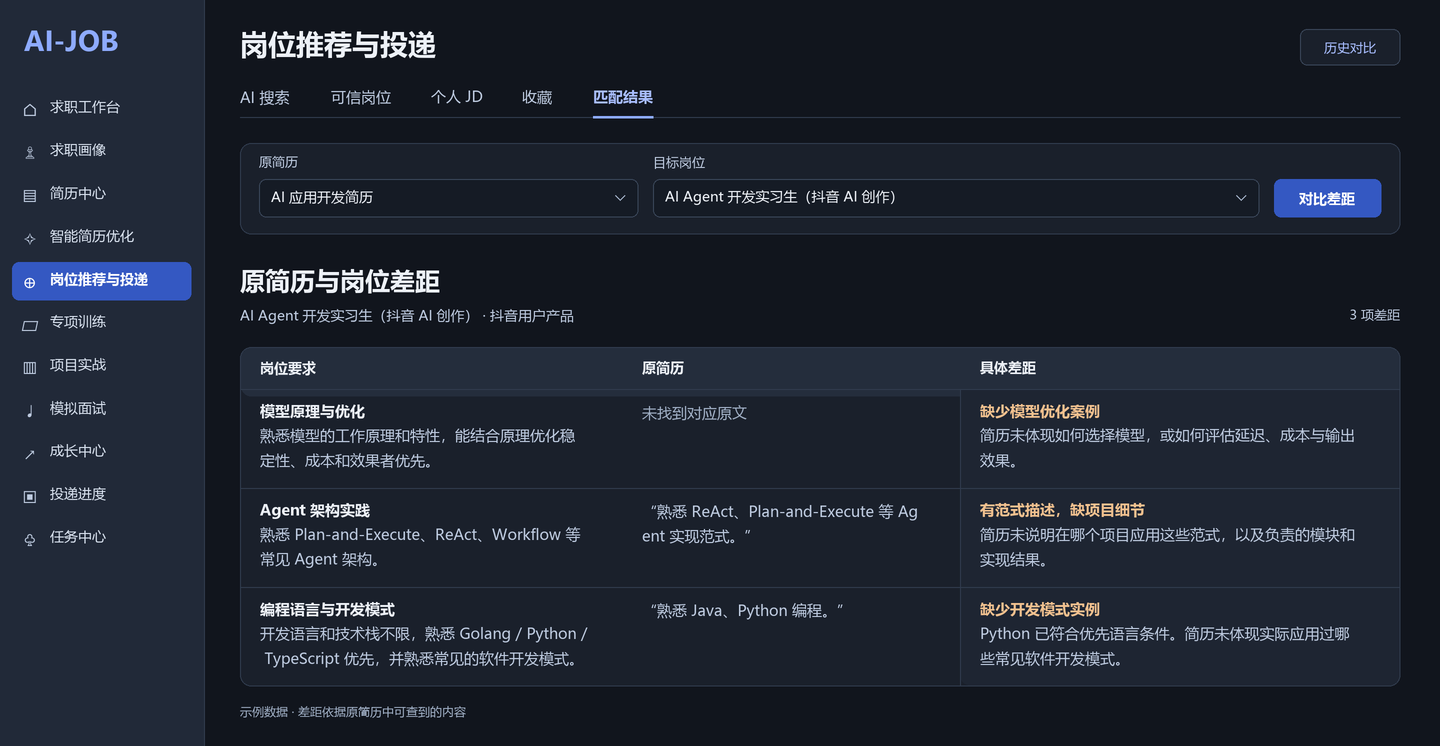 AI-JOB
求职工作台
求职画像
简历中心
智能简历优化
岗位推荐与投递
专项训练
项目实战
模拟面试
成长中心
投递进度
任务中心
岗位推荐与投递
历史对比
AI 搜索
可信岗位
个人 JD
收藏
匹配结果
原简历
目标岗位
AI 应用开发简历
AI Agent 开发实习生（抖音 AI 创作）
对比差距
原简历与岗位差距
AI Agent 开发实习生（抖音 AI 创作） · 抖音用户产品
3 项差距
岗位要求
原简历
具体差距
模型原理与优化
熟悉模型的工作原理和特性，能结合原理优化稳
定性、成本和效果者优先。
未找到对应原文
缺少模型优化案例
简历未体现如何选择模型，或如何评估延迟、成本与输出
效果。
Agent 架构实践
熟悉 Plan-and-Execute、ReAct、Workflow 等
常见 Agent 架构。
“熟悉 ReAct、Plan-and-Execute 等 Ag
ent 实现范式。”
有范式描述，缺项目细节
简历未说明在哪个项目应用这些范式，以及负责的模块和
实现结果。
编程语言与开发模式
开发语言和技术栈不限，熟悉 Golang / Python /
TypeScript 优先，并熟悉常见的软件开发模式。
“熟悉 Java、Python 编程。”
缺少开发模式实例
Python 已符合优先语言条件。简历未体现实际应用过哪
些常见软件开发模式。
示例数据 · 差距依据原简历中可查到的内容